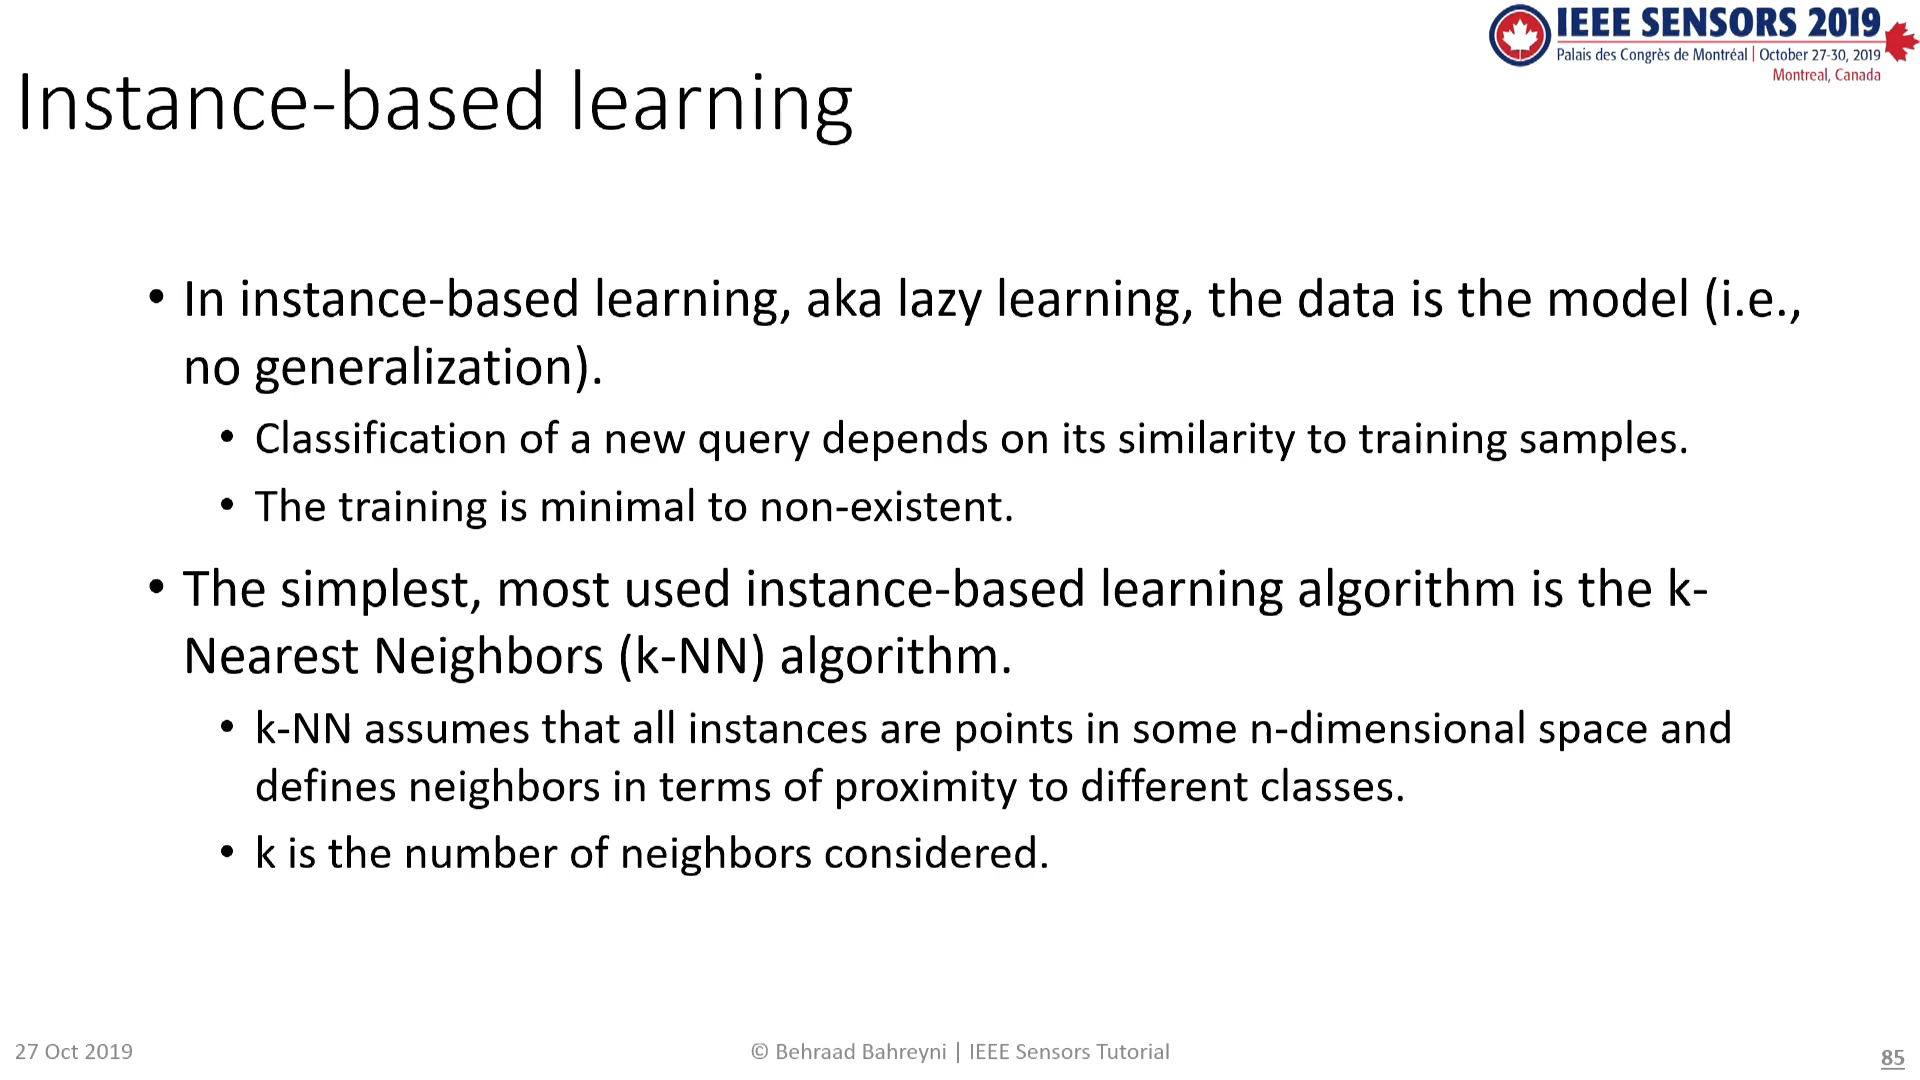 IEEE SENSORS 2019
Palais des Congrès de Montréal | October 27-30, 2019
Montreal, Canada
Instance-based learning
• In instance-based learning, aka lazy learning, the data is the model (i.e.,
no generalization).
• Classification of a new query depends on its similarity to training samples.
• The training is minimal to non-existent.
• The simplest, most used instance-based learning algorithm is the k-
Nearest Neighbors (k-NN) algorithm.
• k-NN assumes that all instances are points in some n-dimensional space and
defines neighbors in terms of proximity to different classes.
• k is the number of neighbors considered.
27 Oct 2019
© Behraad Bahreyni | IEEE Sensors Tutorial
85